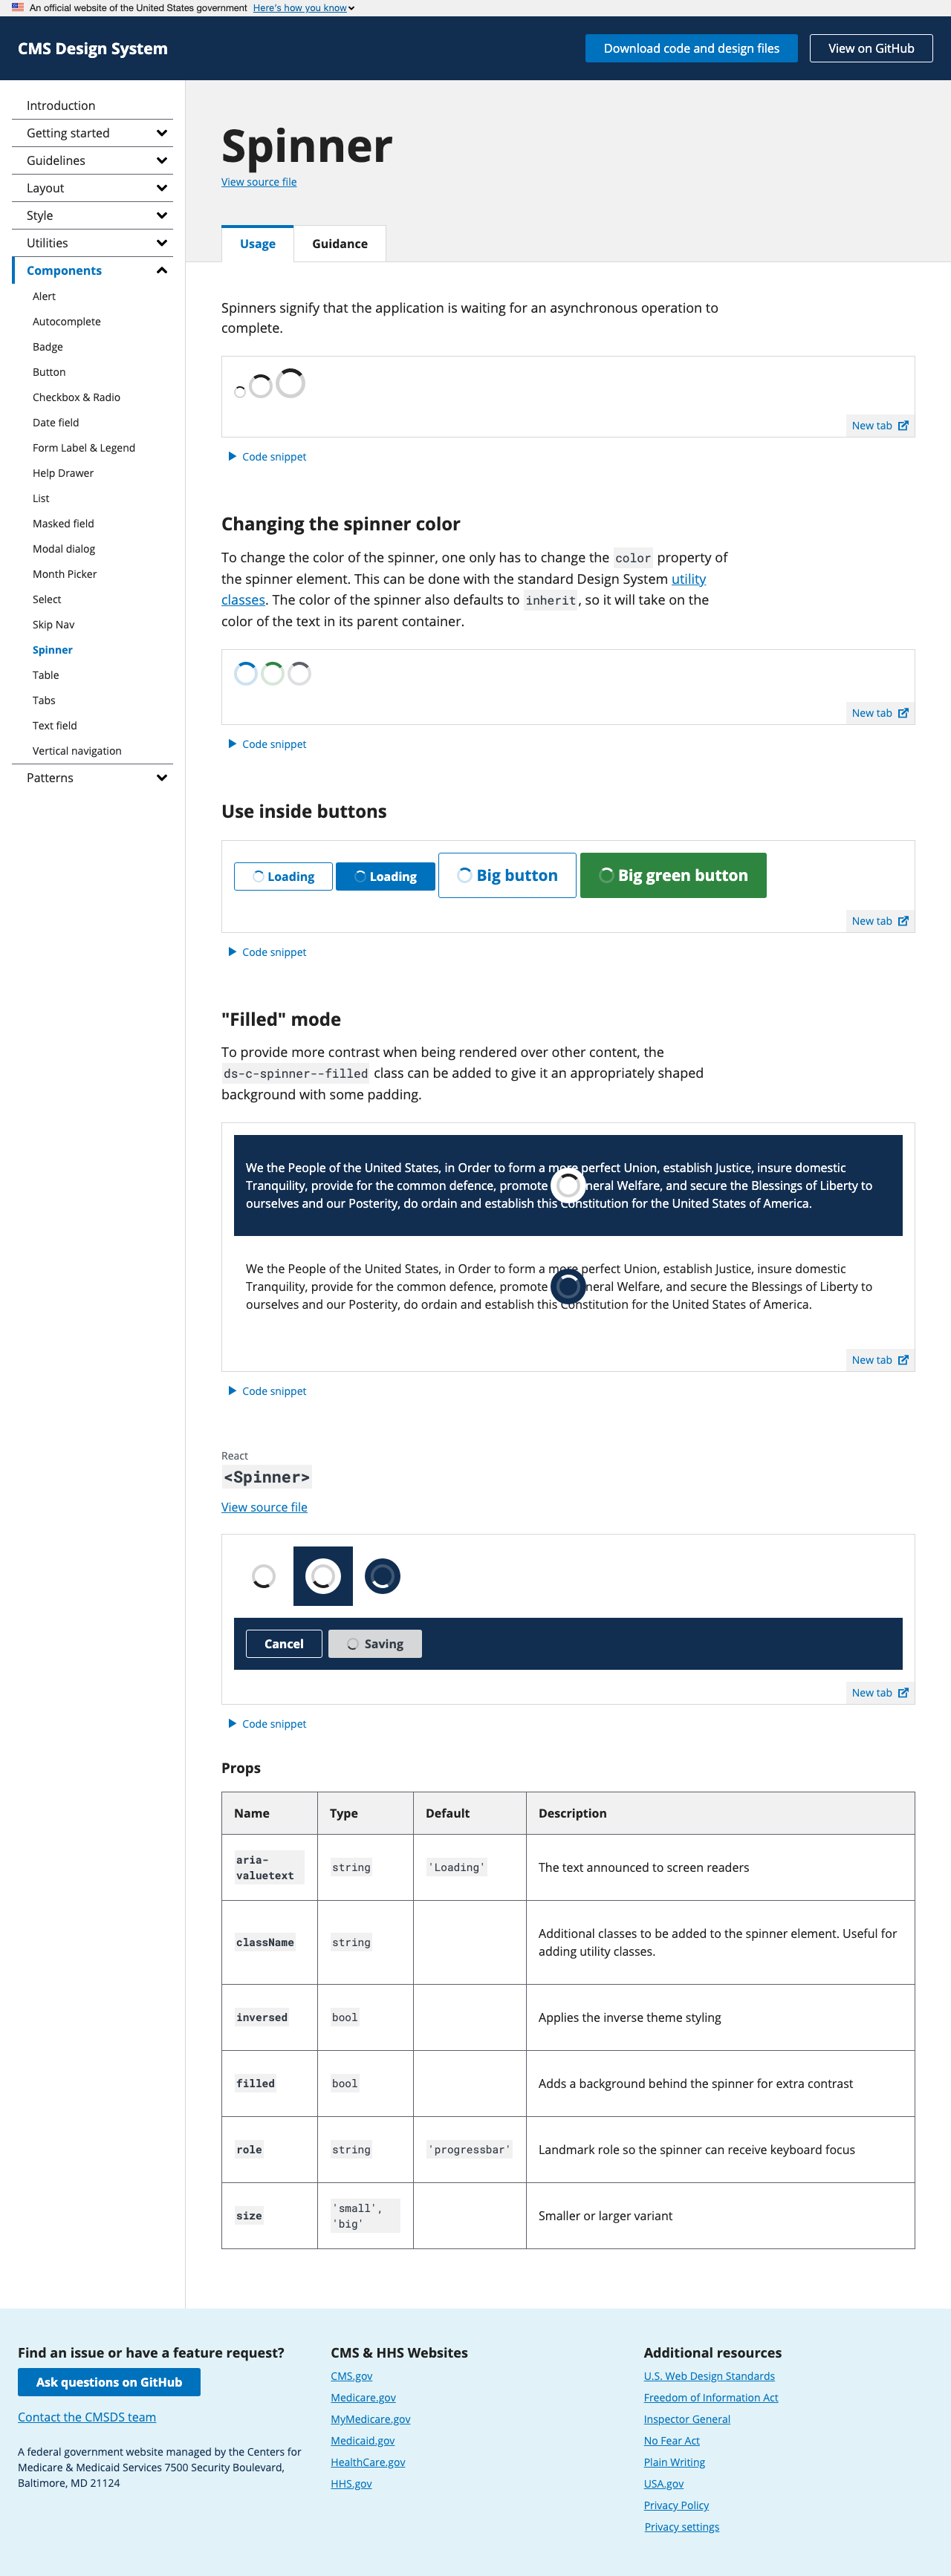 An official website of the United States government Here's how you know
CMS Design System
Download code and design files
View on GitHub
Introduction
Getting started
Guidelines
Layout
Style
Utilities
Components
Alert
Autocomplete
Badge
Button
Checkbox & Radio
Date field
Form Label & Legend
Help Drawer
List
Masked field
Modal dialog
Month Picker
Select
Skip Nav
Spinner
Table
Tabs
Text field
Vertical navigation
Patterns
Spinner
View source file
Usage
Guidance
Spinners signify that the application is waiting for an asynchronous operation to
complete.
New tab
Code snippet
Changing the spinner color
To change the color of the spinner, one only has to change the color property of
the spinner element. This can be done with the standard Design System utility
classes. The color of the spinner also defaults to inherit, so it will take on the
color of the text in its parent container.
New tab
Code snippet
Use inside buttons
Loading
Loading
Big button
Big green button
New tab
Code snippet
"Filled" mode
To provide more contrast when being rendered over other content, the
ds-c-spinner--filled class can be added to give it an appropriately shaped
background with some padding.
We the People of the United States, in Order to form a more perfect Union, establish Justice, insure domestic
Tranquility, provide for the common defence, promote neral Welfare, and secure the Blessings of Liberty to
ourselves and our Posterity, do ordain and establish this Constitution for the United States of America.
We the People of the United States, in Order to form a more perfect Union, establish Justice, insure domestic
Tranquility, provide for the common defence, promote neral Welfare, and secure the Blessings of Liberty to
ourselves and our Posterity, do ordain and establish this Constitution for the United States of America.
New tab
Code snippet
React
<Spinner>
View source file
Cancel
Saving
New tab
Code snippet
Props
Name Type Default Description
aria-
valuetext string 'Loading' The text announced to screen readers
className string Additional classes to be added to the spinner element. Useful for
adding utility classes.
inversed bool Applies the inverse theme styling
filled bool Adds a background behind the spinner for extra contrast
role string 'progressbar' Landmark role so the spinner can receive keyboard focus
size 'small',
'big' Smaller or larger variant
Find an issue or have a feature request?
Ask questions on GitHub
Contact the CMSDS team
A federal government website managed by the Centers for
Medicare & Medicaid Services 7500 Security Boulevard,
Baltimore, MD 21124
CMS & HHS Websites
CMS.gov
Medicare.gov
MyMedicare.gov
Medicaid.gov
HealthCare.gov
HHS.gov
Additional resources
U.S. Web Design Standards
Freedom of Information Act
Inspector General
No Fear Act
Plain Writing
USA.gov
Privacy Policy
Privacy settings